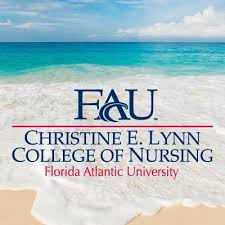 FAU
CHRISTINE E. LYNN
COLLEGE OF NURSING
Florida Atlantic University